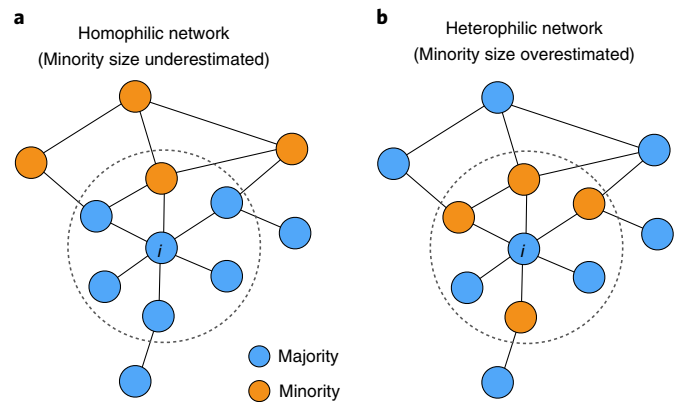 a
Homophilic network
(Minority size underestimated)
i
Majority
Minority
b
Heterophilic network
(Minority size overestimated)
i